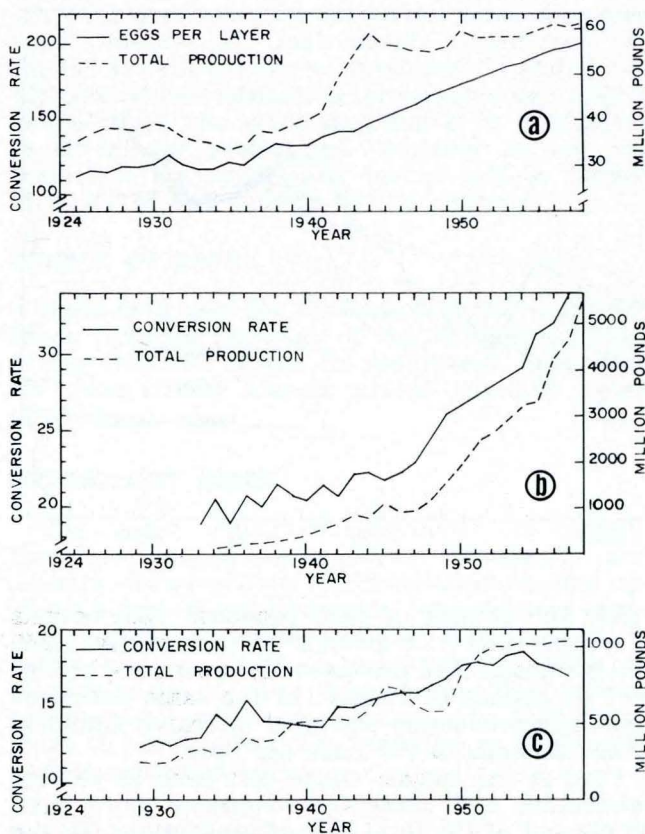 CONVERSION RATE
200
150
100
EGGS PER LAYER
TOTAL PRODUCTION
a
60
50
40
30
MILLION POUNDS
1924
1930
1940
1950
YEAR
CONVERSION RATE
30
25
20
CONVERSION RATE
TOTAL PRODUCTION
b
5000
4000
3000
2000
1000
MILLION POUNDS
1924
1930
1940
1950
YEAR
CONVERSION RATE
20
15
10
CONVERSION RATE
TOTAL PRODUCTION
c
1000
500
0
MILLION POUNDS
1924
1930
1940
1950
YEAR